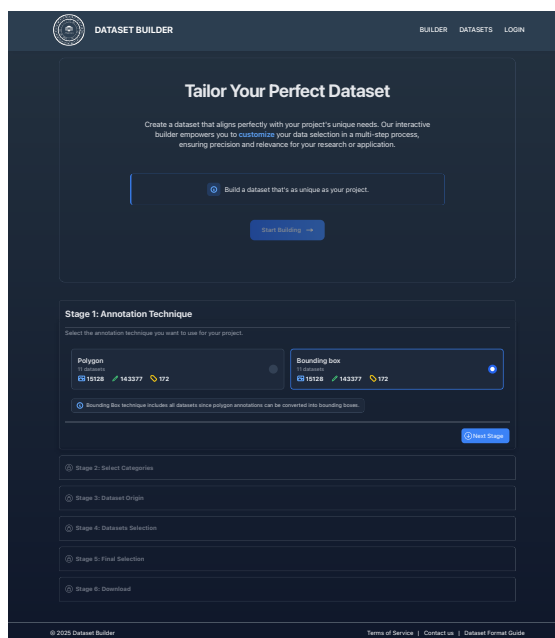 DATASET BUILDER
BUILDER DATASETS LOGIN
Tailor Your Perfect Dataset
Create a dataset that aligns perfectly with your project's unique needs. Our interactive
builder empowers you to customize your data selection in a multi-step process,
ensuring precision and relevance for your research or application.
Build a dataset that's as unique as your project.
Start Building →
Stage 1: Annotation Technique
Select the annotation technique you want to use for your project.
Polygon
11 datasets
15128 143377 172
Bounding box
11 datasets
15128 143377 172
Bounding Box technique includes all datasets since polygon annotations can be converted into bounding boxes.
Next Stage
Stage 2: Select Categories
Stage 3: Dataset Origin
Stage 4: Datasets Selection
Stage 5: Final Selection
Stage 6: Download
© 2025 Dataset Builder
Terms of Service | Contact us | Dataset Format Guide